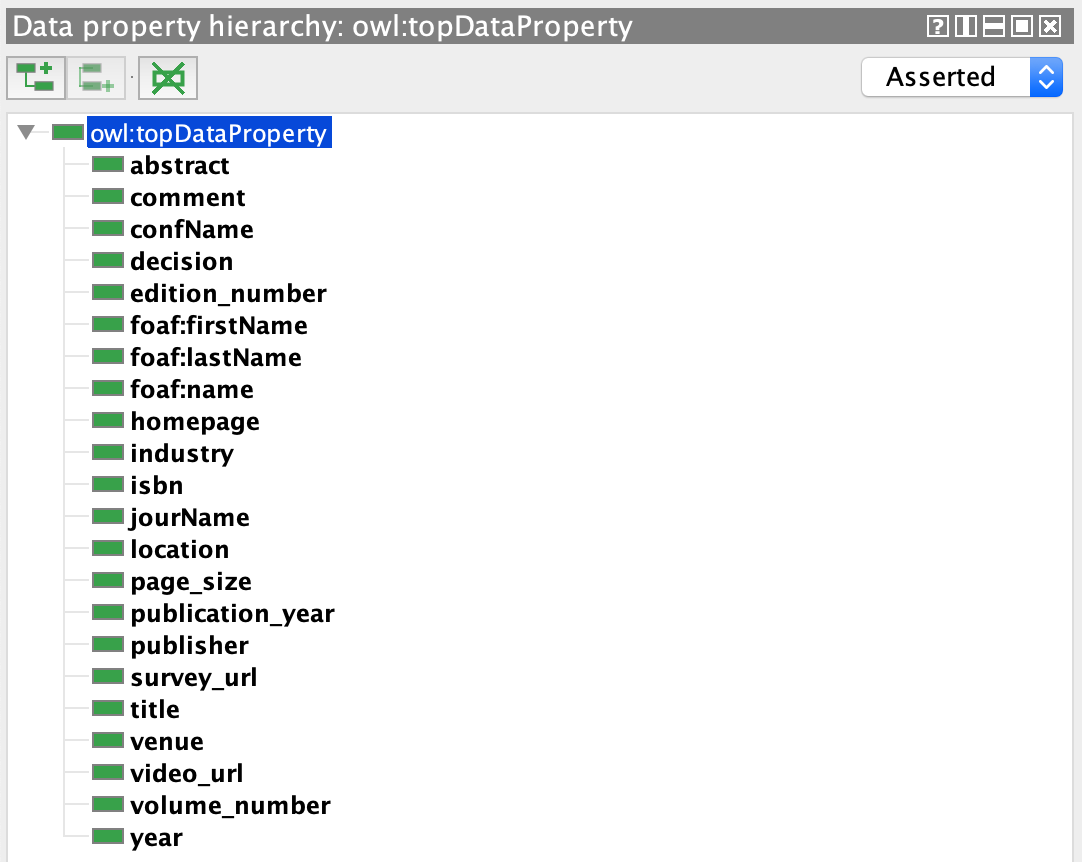 Data property hierarchy: owl:topDataProperty
Asserted
owl:topDataProperty
abstract
comment
confName
decision
edition_number
foaf:firstName
foaf:lastName
foaf:name
homepage
industry
isbn
jourName
location
page_size
publication_year
publisher
survey_url
title
venue
video_url
volume_number
year